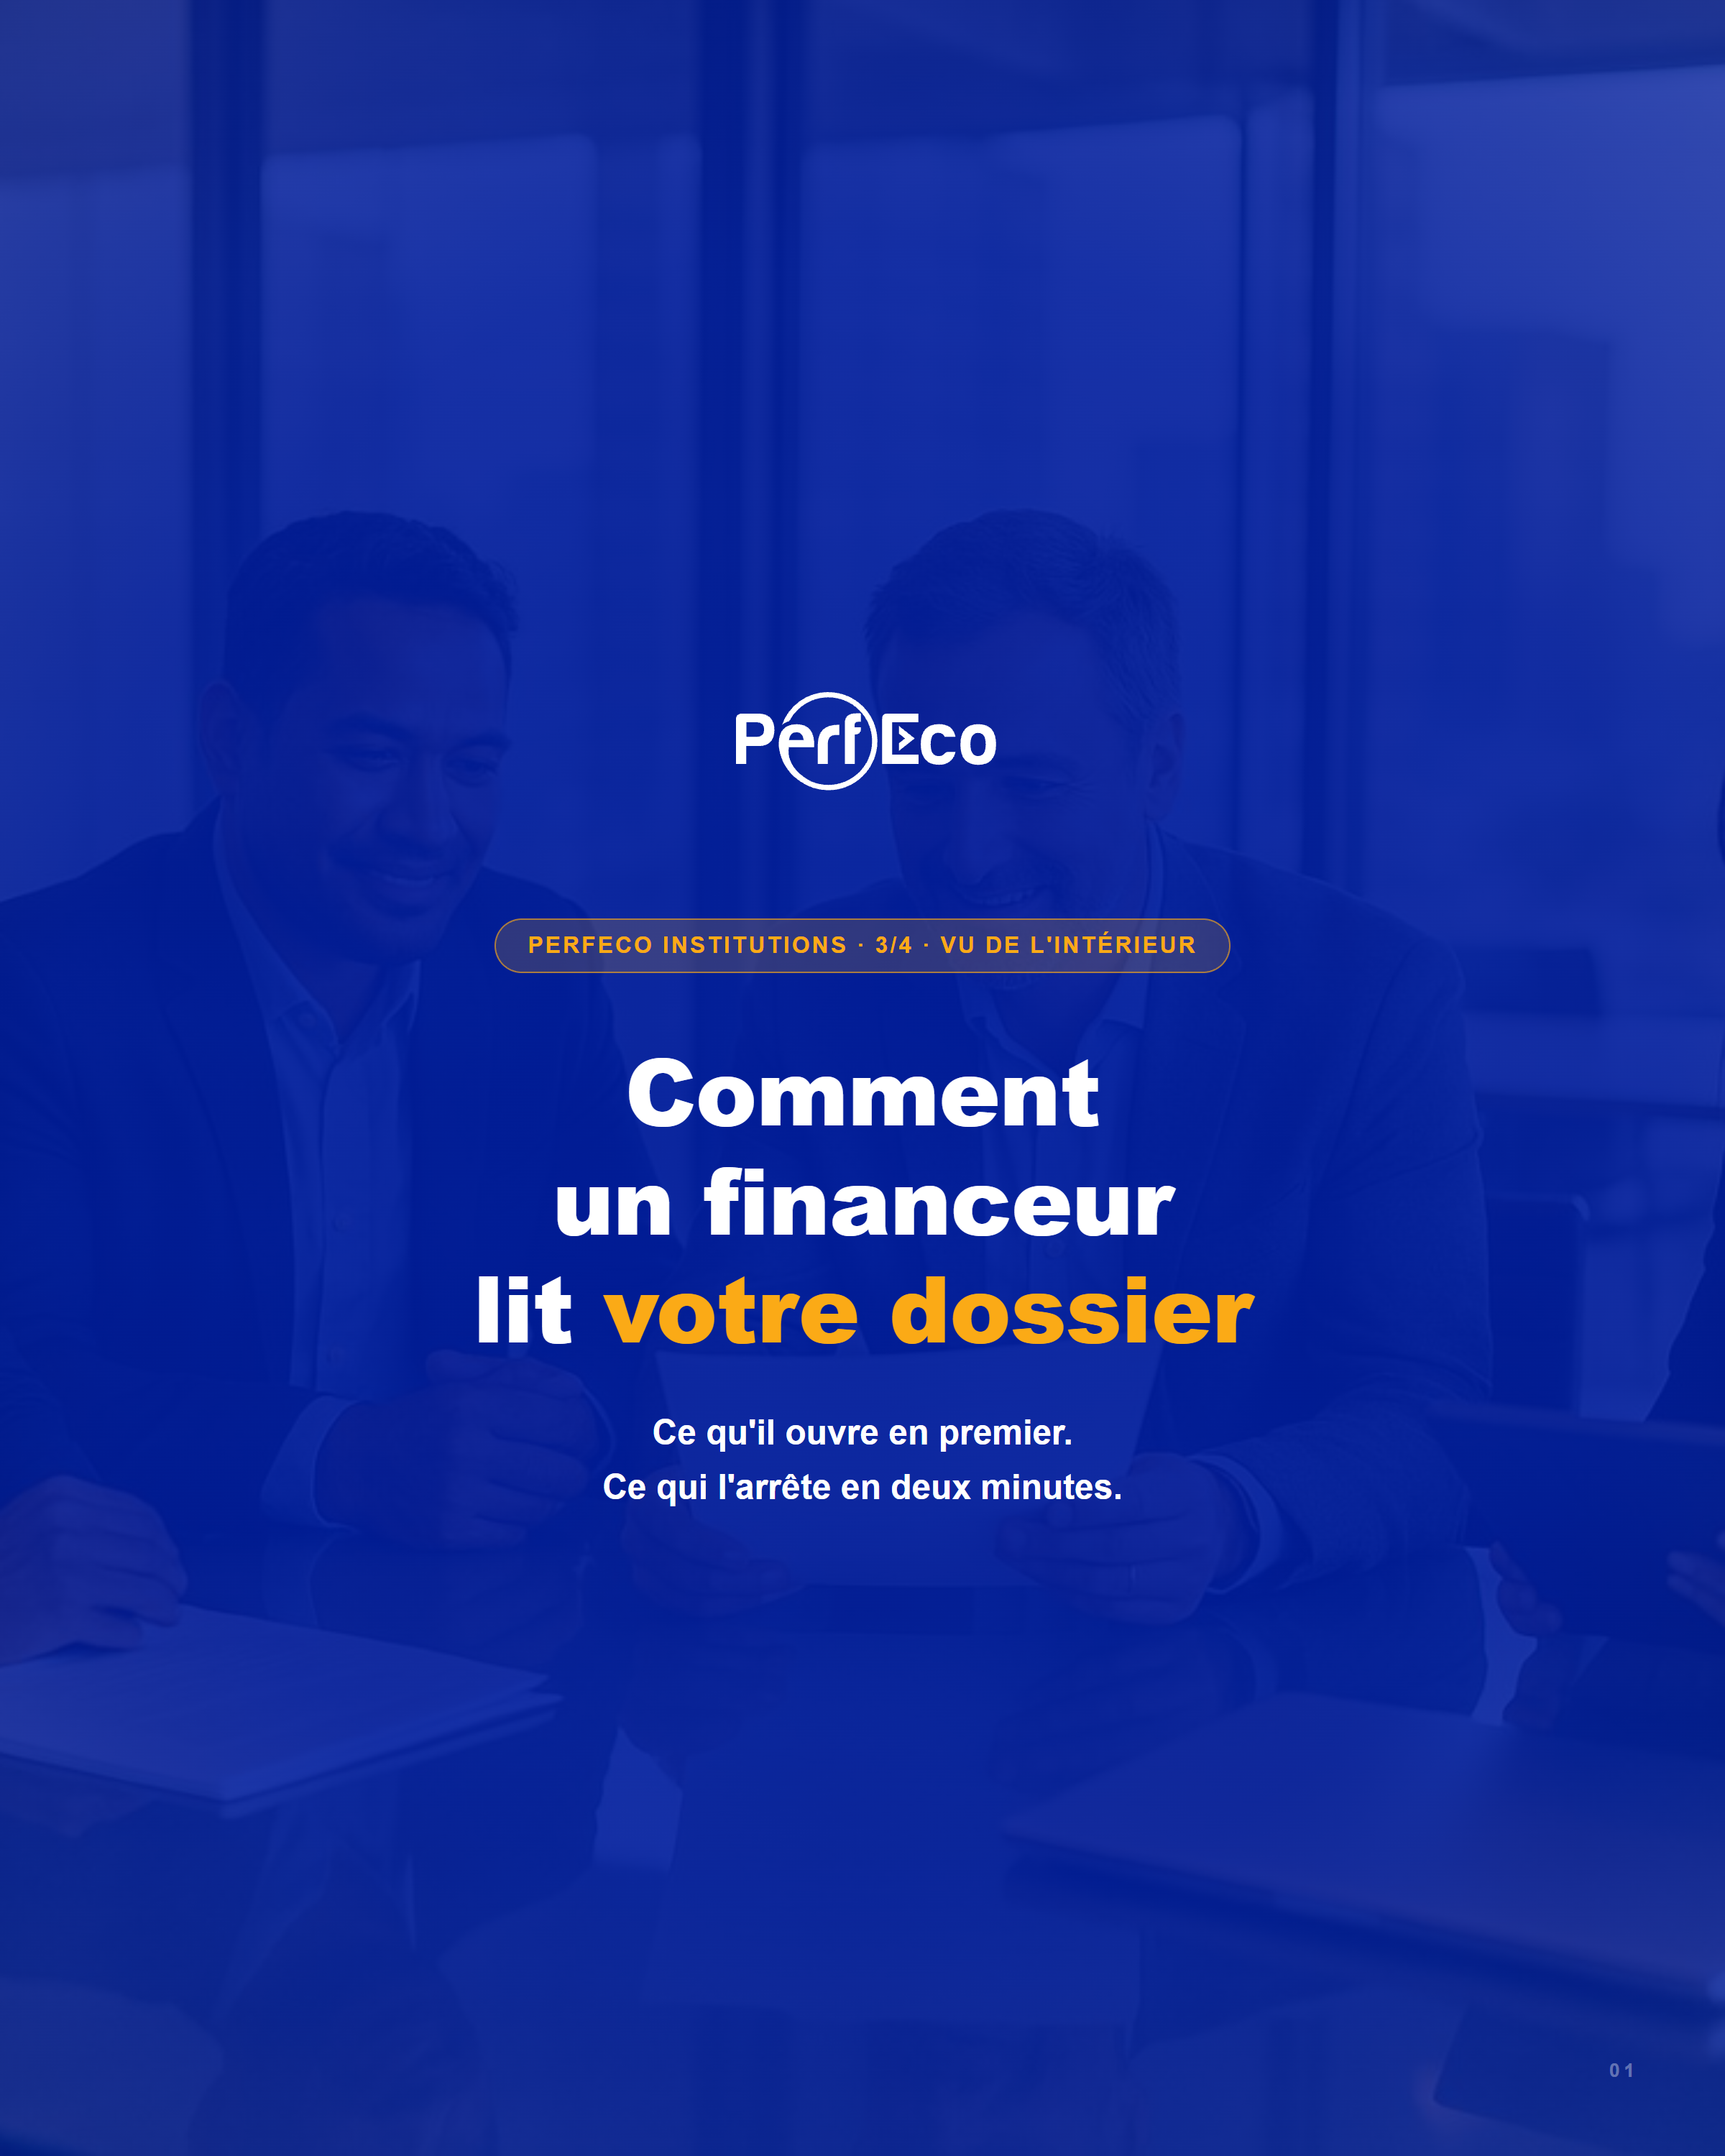 PerfEco
PERFECO INSTITUTIONS · 3/4 · VU DE L'INTÉRIEUR
Comment
un financeur
lit votre dossier
Ce qu'il ouvre en premier.
Ce qui l'arrête en deux minutes.
01